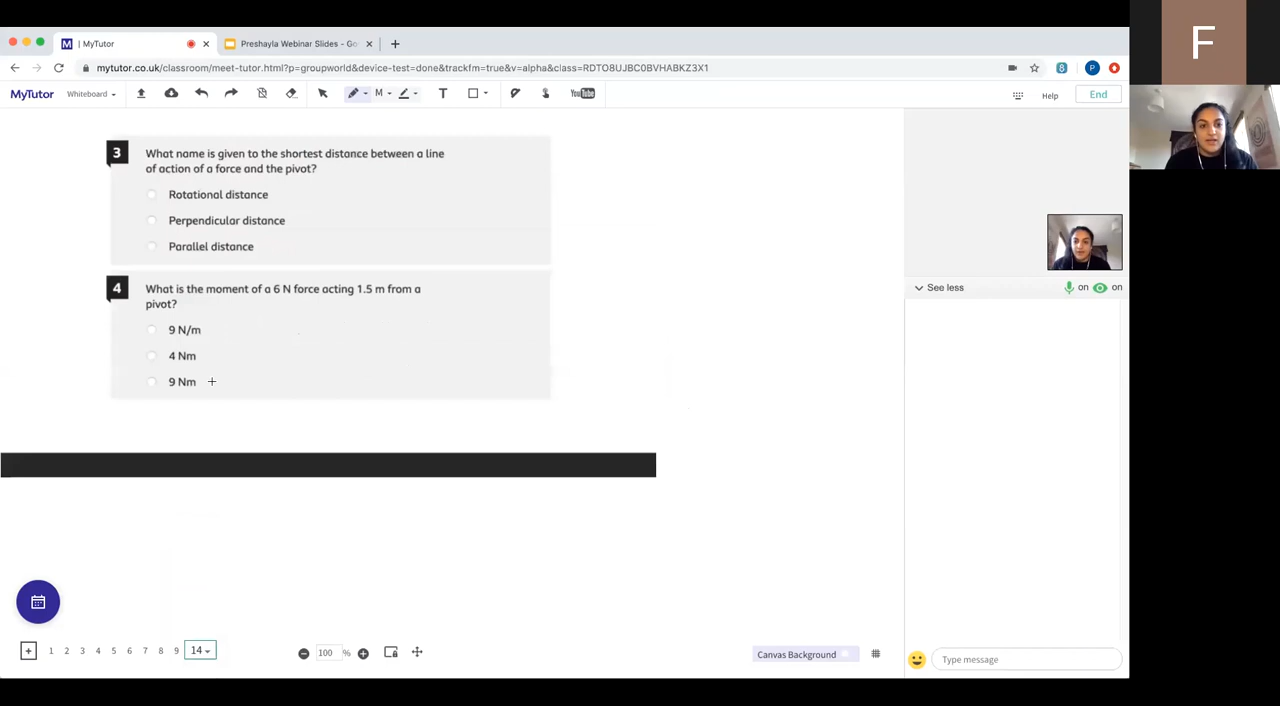 M | MyTutor
Preshayla Webinar Slides - Go
mytutor.co.uk/classroom/meet-tutor.html?p=groupworld&device-test=done&trackfm=true&v=alpha&class=RDTO8UJBC0BVHABKZ3X1
8 P
F
MyTutor Whiteboard M T YouTube Help End
3 What name is given to the shortest distance between a line
of action of a force and the pivot?
Rotational distance
Perpendicular distance
Parallel distance
4 What is the moment of a 6 N force acting 1.5 m from a
pivot?
9 N/m
4 Nm
9 Nm
See less on on
+ 1 2 3 4 5 6 7 8 9 14
100 %
Canvas Background
Type message